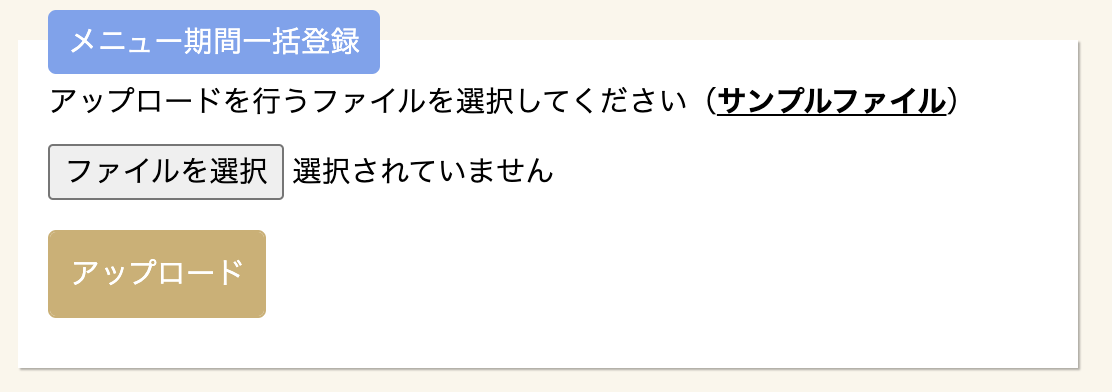 メニュー期間一括登録
アップロードを行うファイルを選択してください（サンプルファイル）
ファイルを選択 選択されていません
アップロード